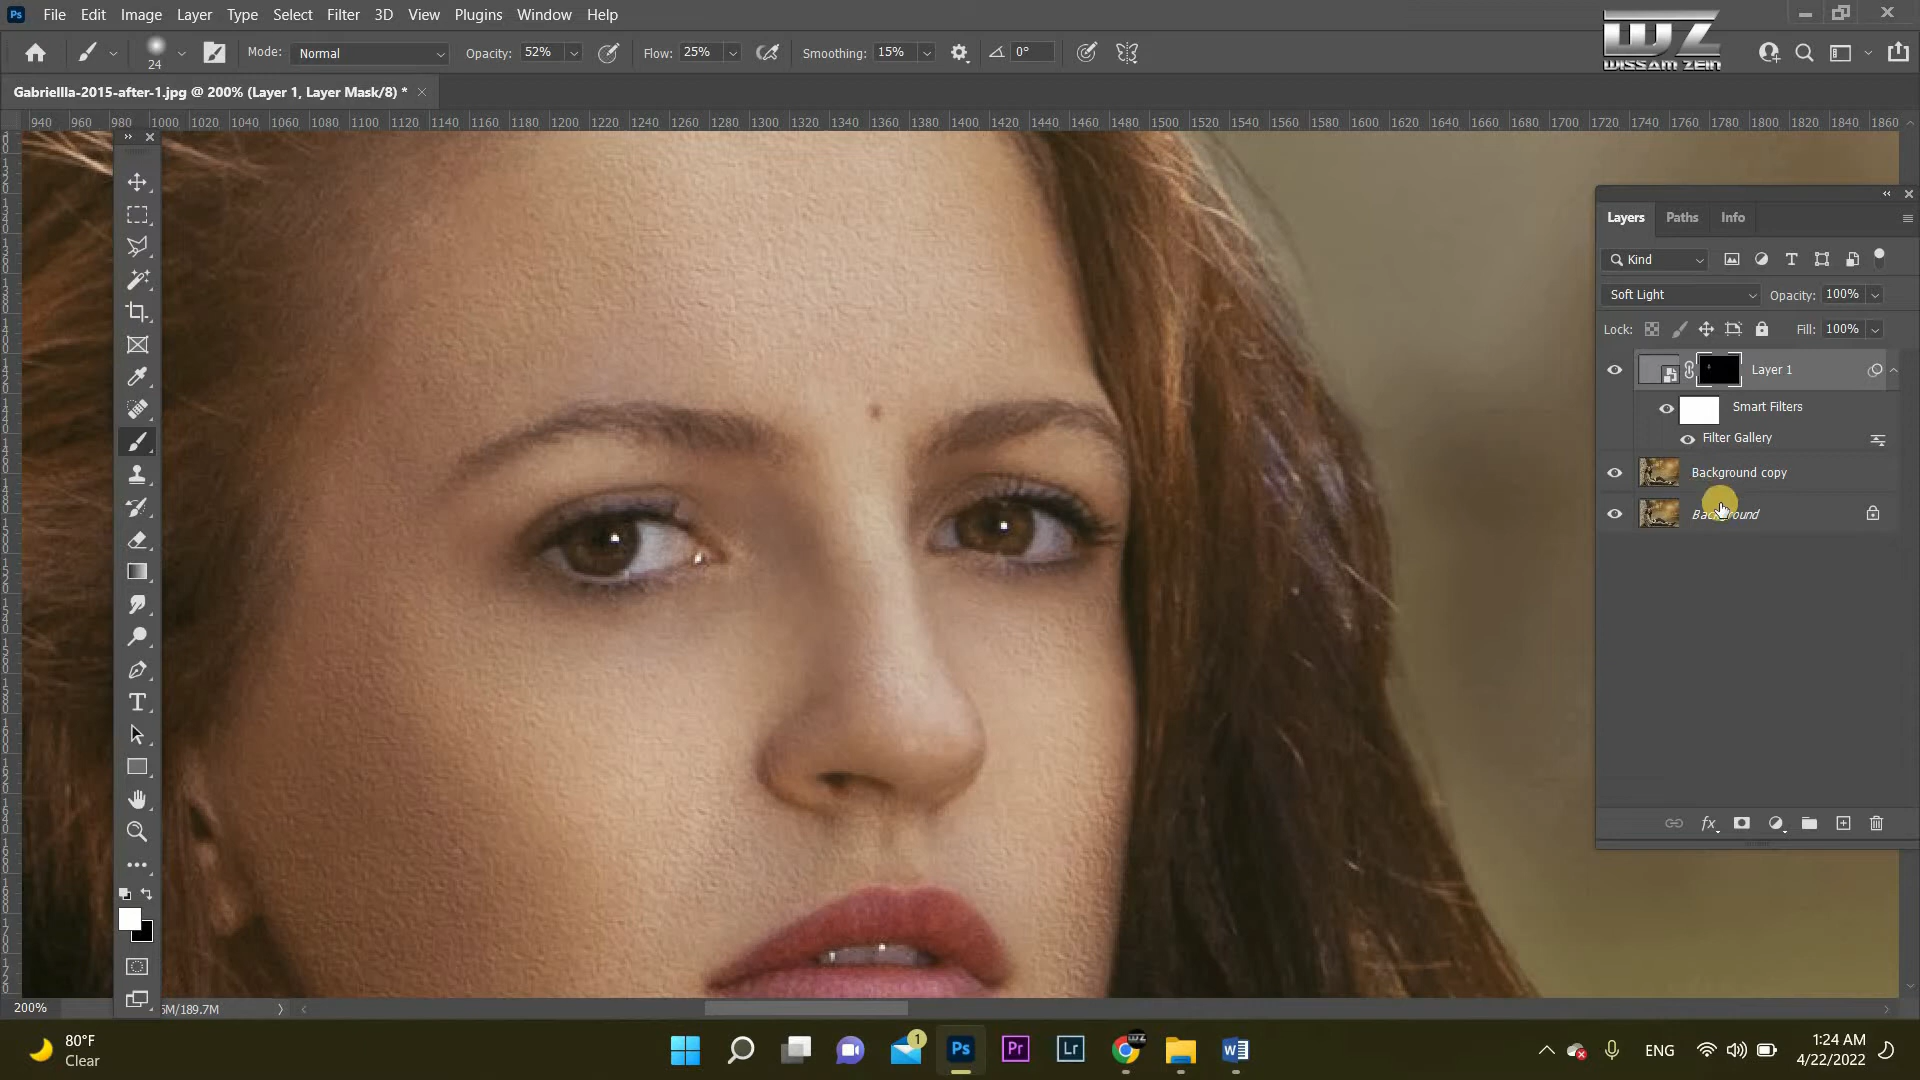 File Edit Image Layer Type Select Filter 3D View Plugins Window Help
WZ
WISSAM ZEIN
24 Mode: Normal Opacity: 52% Flow: 25% Smoothing: 15% 0°
Gabriellla-2015-after-1.jpg @ 200% (Layer 1, Layer Mask/8) *
940 960 980 1000 1020 1040 1060 1080 1100 1120 1140 1160 1180 1200 1220 1240 1260 1280 1300 1320 1340 1360 1380 1400 1420 1440 1460 1480 1500 1520 1540 1560 1580 1600 1620 1640 1660 1680 1700 1720 1740 1760 1780 1800 1820 1840 1860
Layers Paths Info
Kind
Soft Light Opacity: 100%
Lock: Fill: 100%
Layer 1
Smart Filters
Filter Gallery
Background copy
Background
fx
200% M/189.7M
80°F
Clear
1
Ps Pr Lr
ENG
1:24 AM
4/22/2022